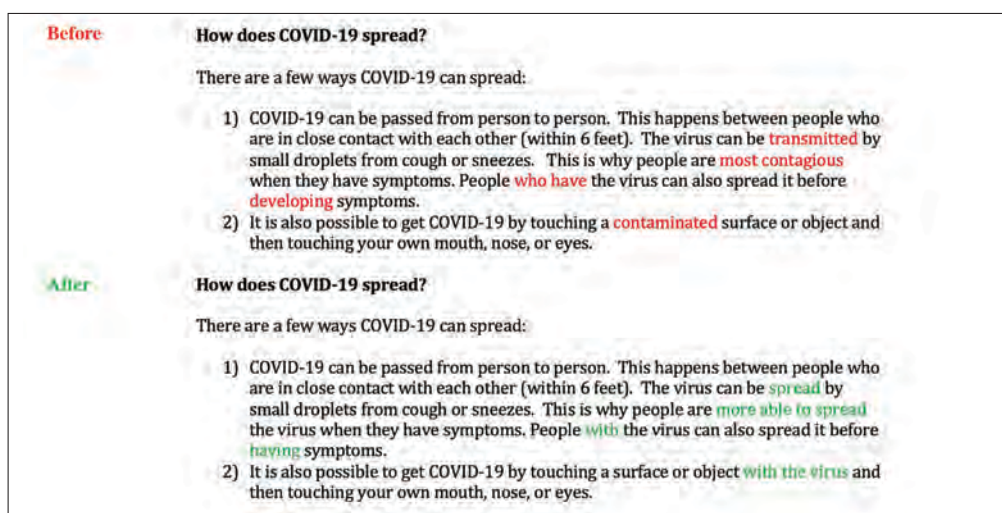 Before
How does COVID-19 spread?
There are a few ways COVID-19 can spread:
1) COVID-19 can be passed from person to person. This happens between people who
are in close contact with each other (within 6 feet). The virus can be transmitted by
small droplets from cough or sneezes. This is why people are most contagious
when they have symptoms. People who have the virus can also spread it before
developing symptoms.
2) It is also possible to get COVID-19 by touching a contaminated surface or object and
then touching your own mouth, nose, or eyes.
After
How does COVID-19 spread?
There are a few ways COVID-19 can spread:
1) COVID-19 can be passed from person to person. This happens between people who
are in close contact with each other (within 6 feet). The virus can be spread by
small droplets from cough or sneezes. This is why people are more able to spread
the virus when they have symptoms. People with the virus can also spread it before
having symptoms.
2) It is also possible to get COVID-19 by touching a surface or object with the virus and
then touching your own mouth, nose, or eyes.